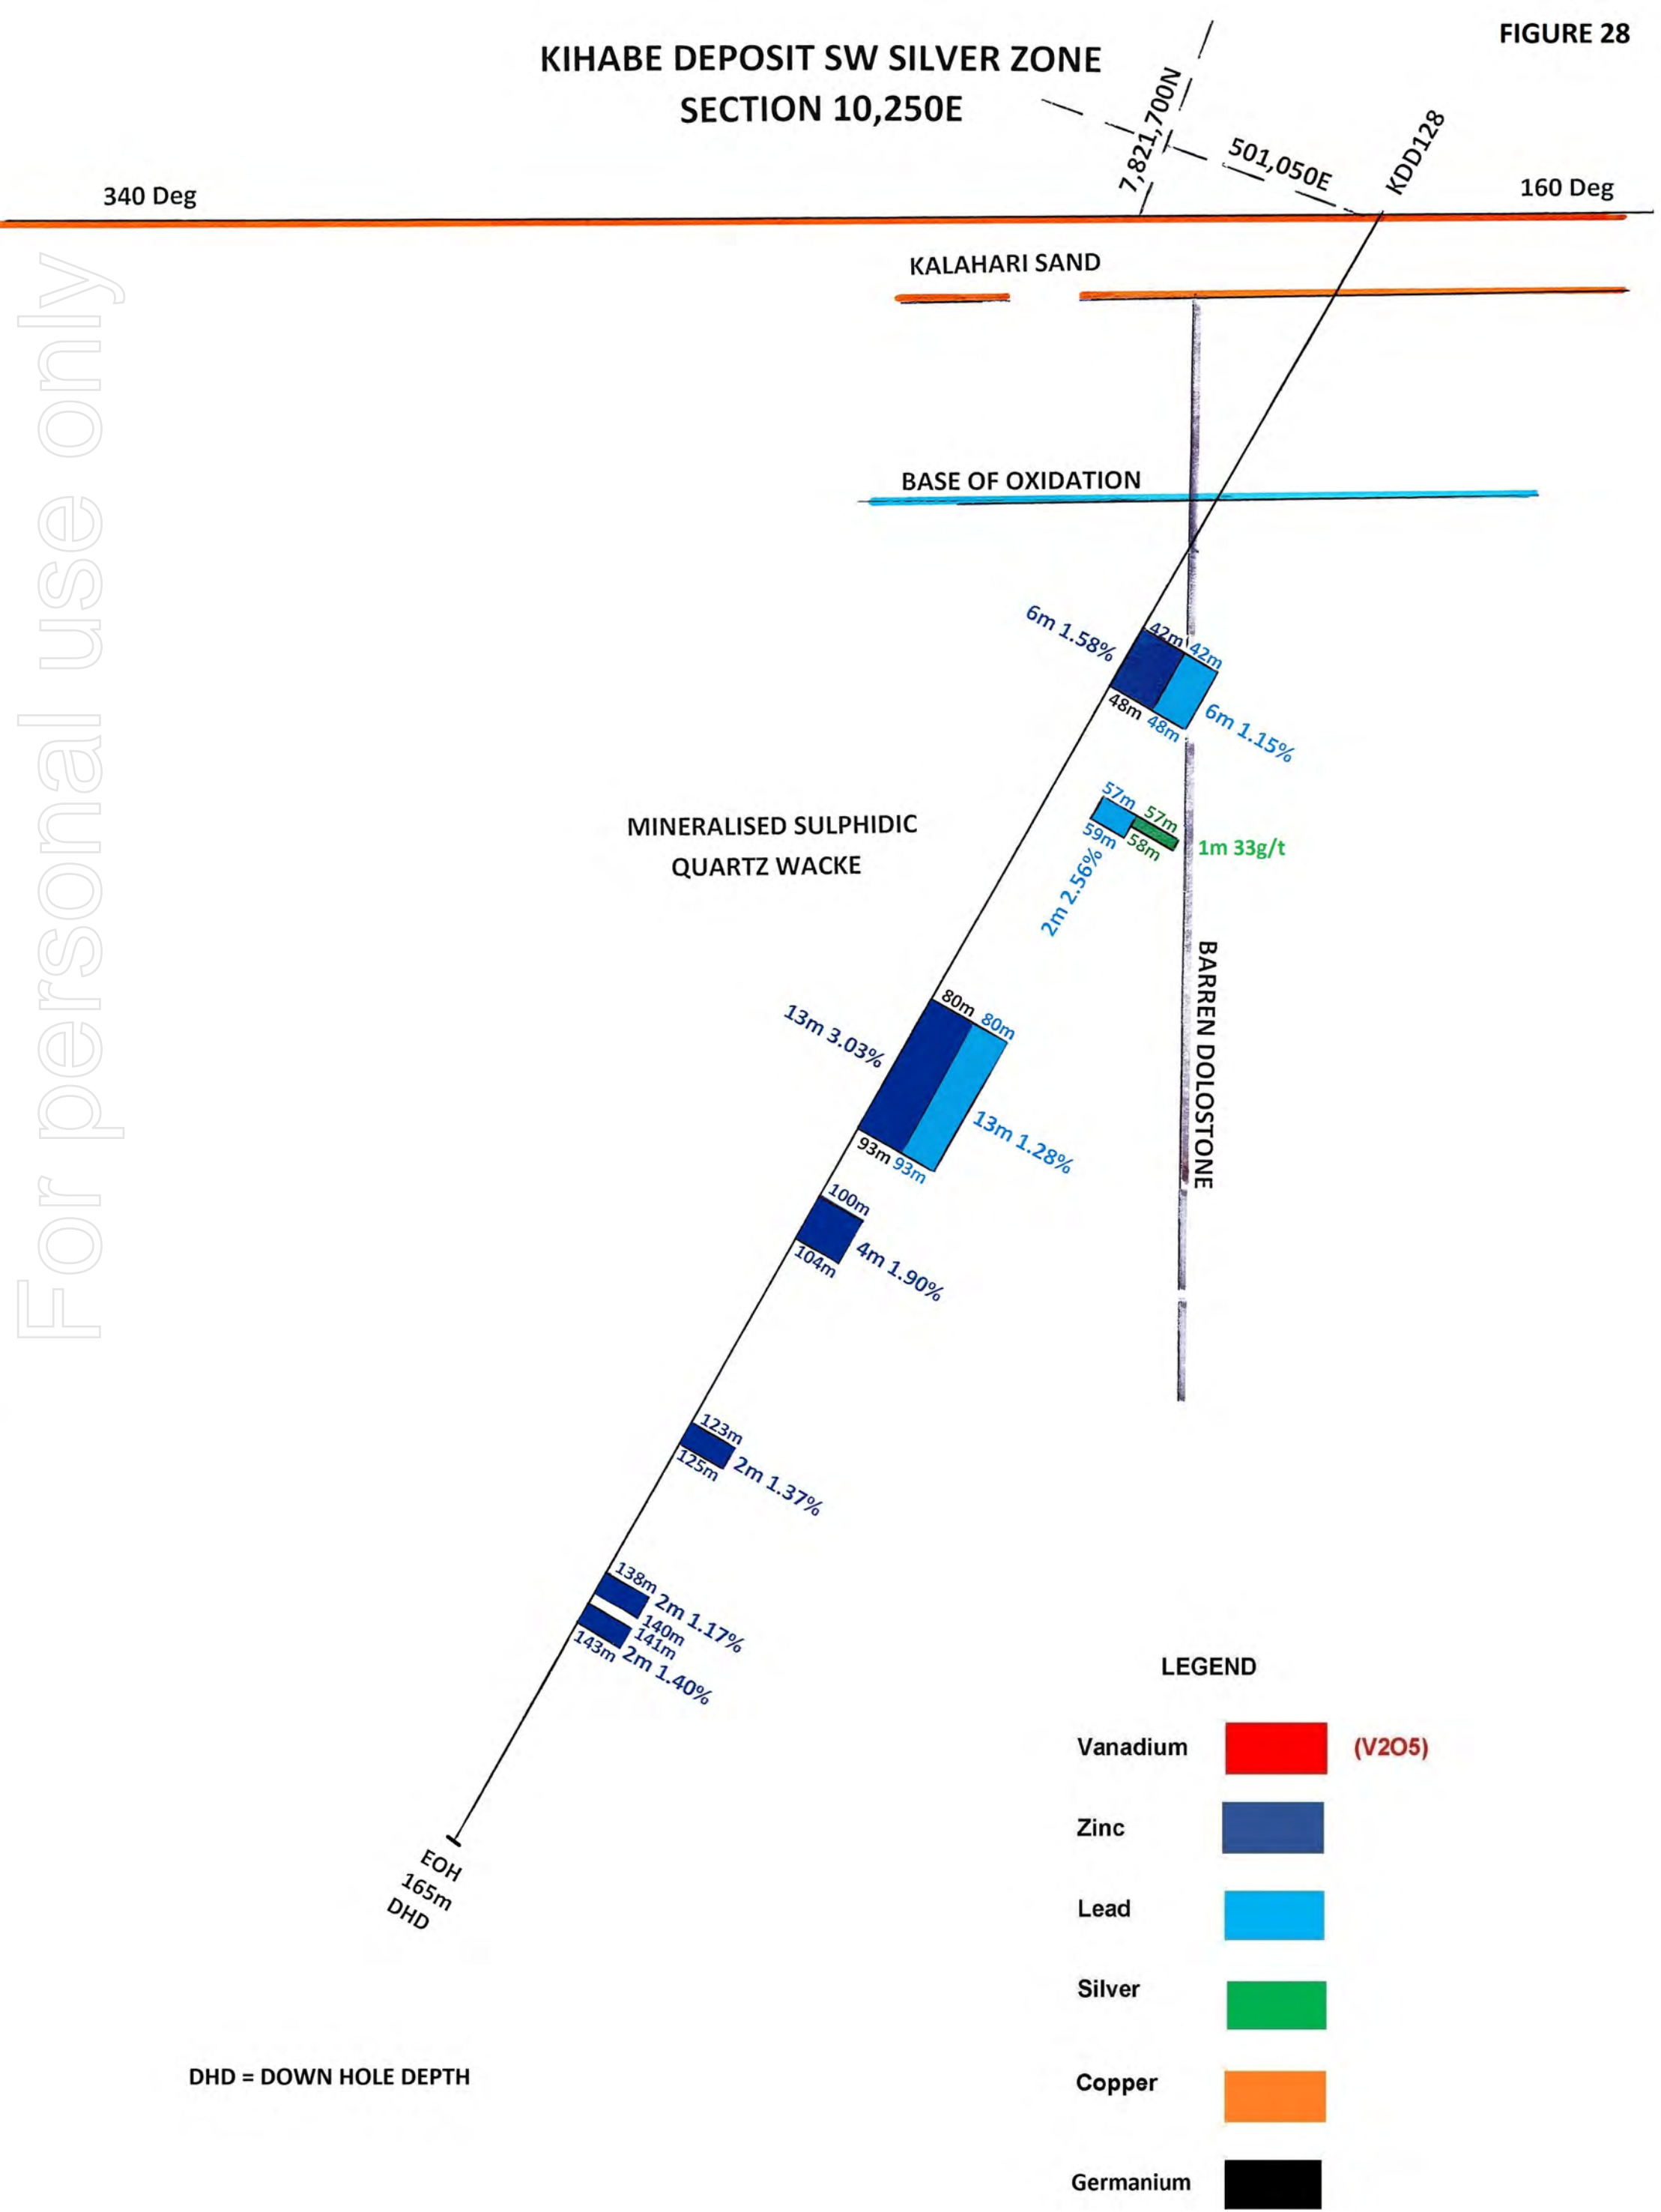 FIGURE 28
KIHABE DEPOSIT SW SILVER ZONE
SECTION 10,250E
7,821,700N
501,050E
KDD128
340 Deg
160 Deg
KALAHARI SAND
BASE OF OXIDATION
6m 1.58%
42m
42m
48m
48m
6m 1.15%
MINERALISED SULPHIDIC
QUARTZ WACKE
57m
57m
59m
58m
1m 33g/t
2m 2.56%
BARREN DOLOSTONE
80m
80m
13m 3.03%
13m 1.28%
93m
93m
100m
104m
4m 1.90%
123m
125m
2m 1.37%
138m
2m 1.17%
140m
141m
143m
2m 1.40%
EOH
165m
DHD
DHD = DOWN HOLE DEPTH
LEGEND
Vanadium
(V2O5)
Zinc
Lead
Silver
Copper
Germanium
For personal use only